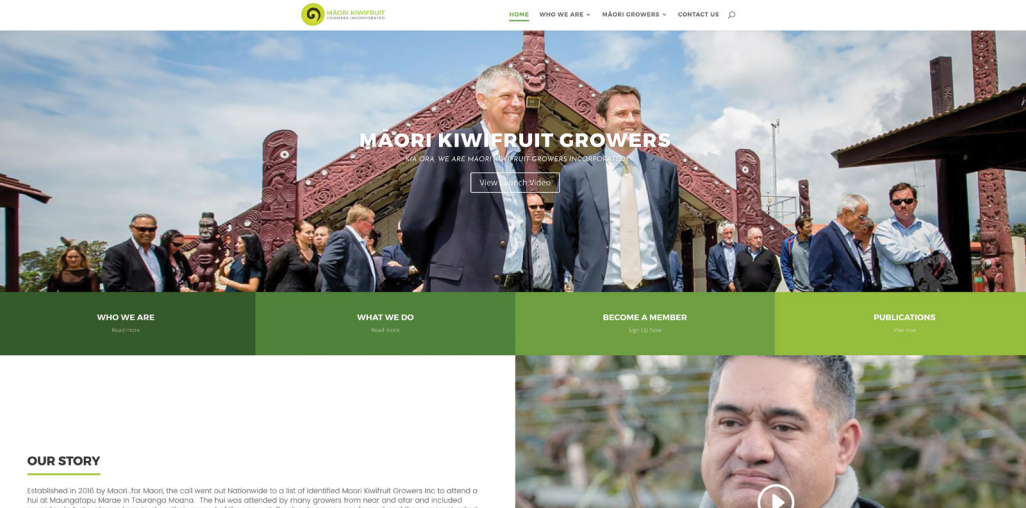 MĀORI KIWIFRUIT
GROWERS INCORPORATED
HOME
WHO WE ARE
MĀORI GROWERS
CONTACT US
MĀORI KIWIFRUIT GROWERS
KIA ORA, WE ARE MAORI KIWIFRUIT GROWERS INCORPORATED
View Launch Video
WHO WE ARE
Read more
WHAT WE DO
Read more
BECOME A MEMBER
Sign Up Now
PUBLICATIONS
View now
OUR STORY
Established in 2016 by Maori...for Maori, the call went out Nationwide to a list of identified Maori Kiwifruit Growers Inc to attend a
hui at Maungatapu Marae in Tauranga Moana. The hui was attended by many growers from near and afar and included